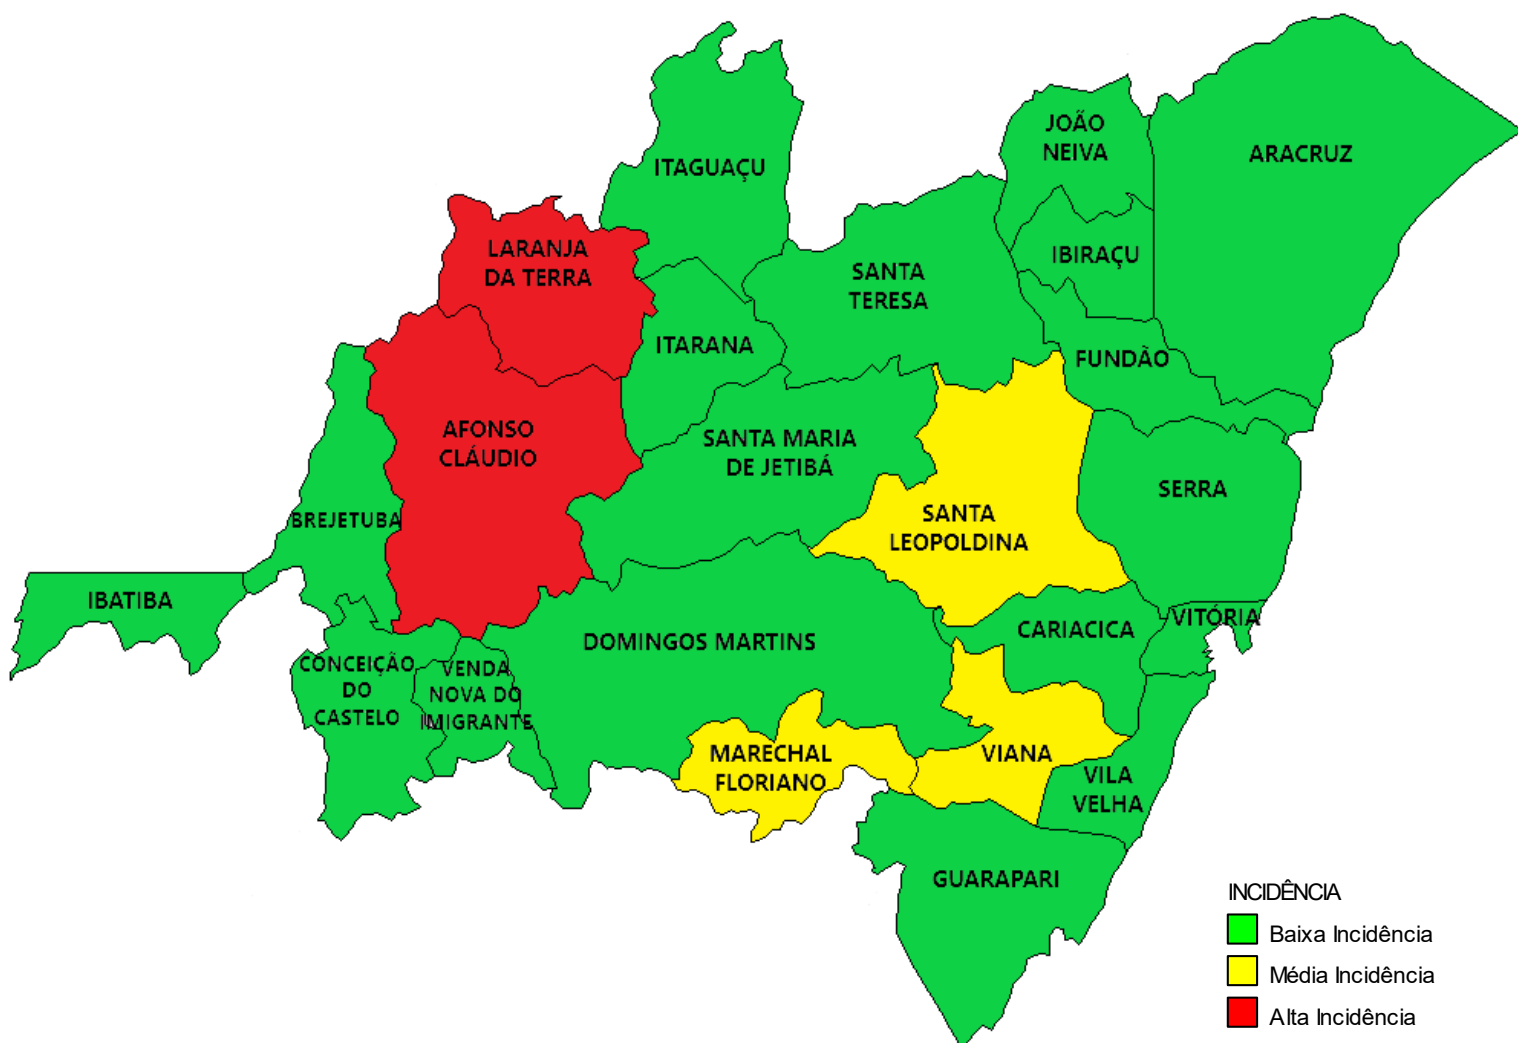 JOÃO
NEIVA
ARACRUZ
ITAGUAÇU
LARANJA
DA TERRA
IBIRAÇU
SANTA
TERESA
ITARANA
FUNDÃO
AFONSO
CLÁUDIO
SANTA MARIA
DE JETIBÁ
SERRA
BREJETUBA
SANTA
LEOPOLDINA
IBATIBA
VITÓRIA
CARIACICA
DOMINGOS MARTINS
CONCEIÇÃO
DO
CASTELO
VENDA
NOVA DO
IMIGRANTE
MARECHAL
FLORIANO
VIANA
VILA
VELHA
GUARAPARI
INCIDÊNCIA
Baixa Incidência
Média Incidência
Alta Incidência